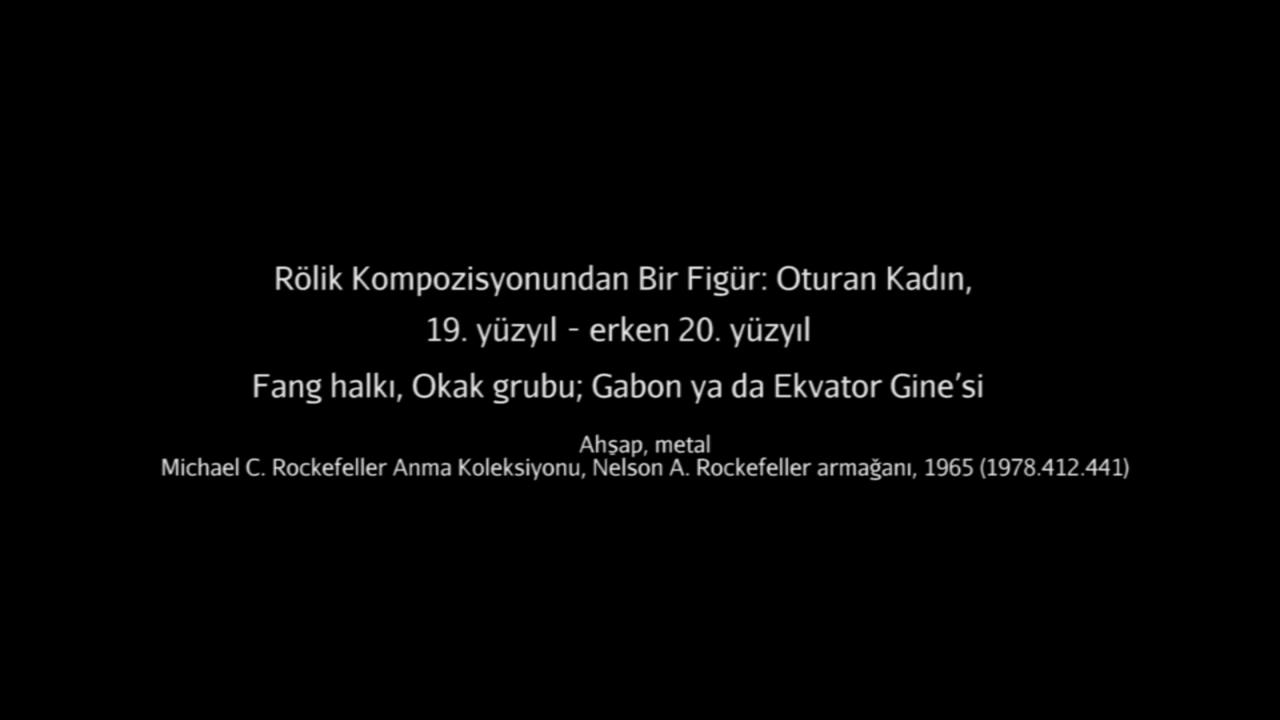 Rölik Kompozisyonundan Bir Figür: Oturan Kadın,
19. yüzyıl - erken 20. yüzyıl
Fang halkı, Okak grubu; Gabon ya da Ekvator Gine’si
Ahşap, metal
Michael C. Rockefeller Anma Koleksiyonu, Nelson A. Rockefeller armağanı, 1965 (1978.412.441)